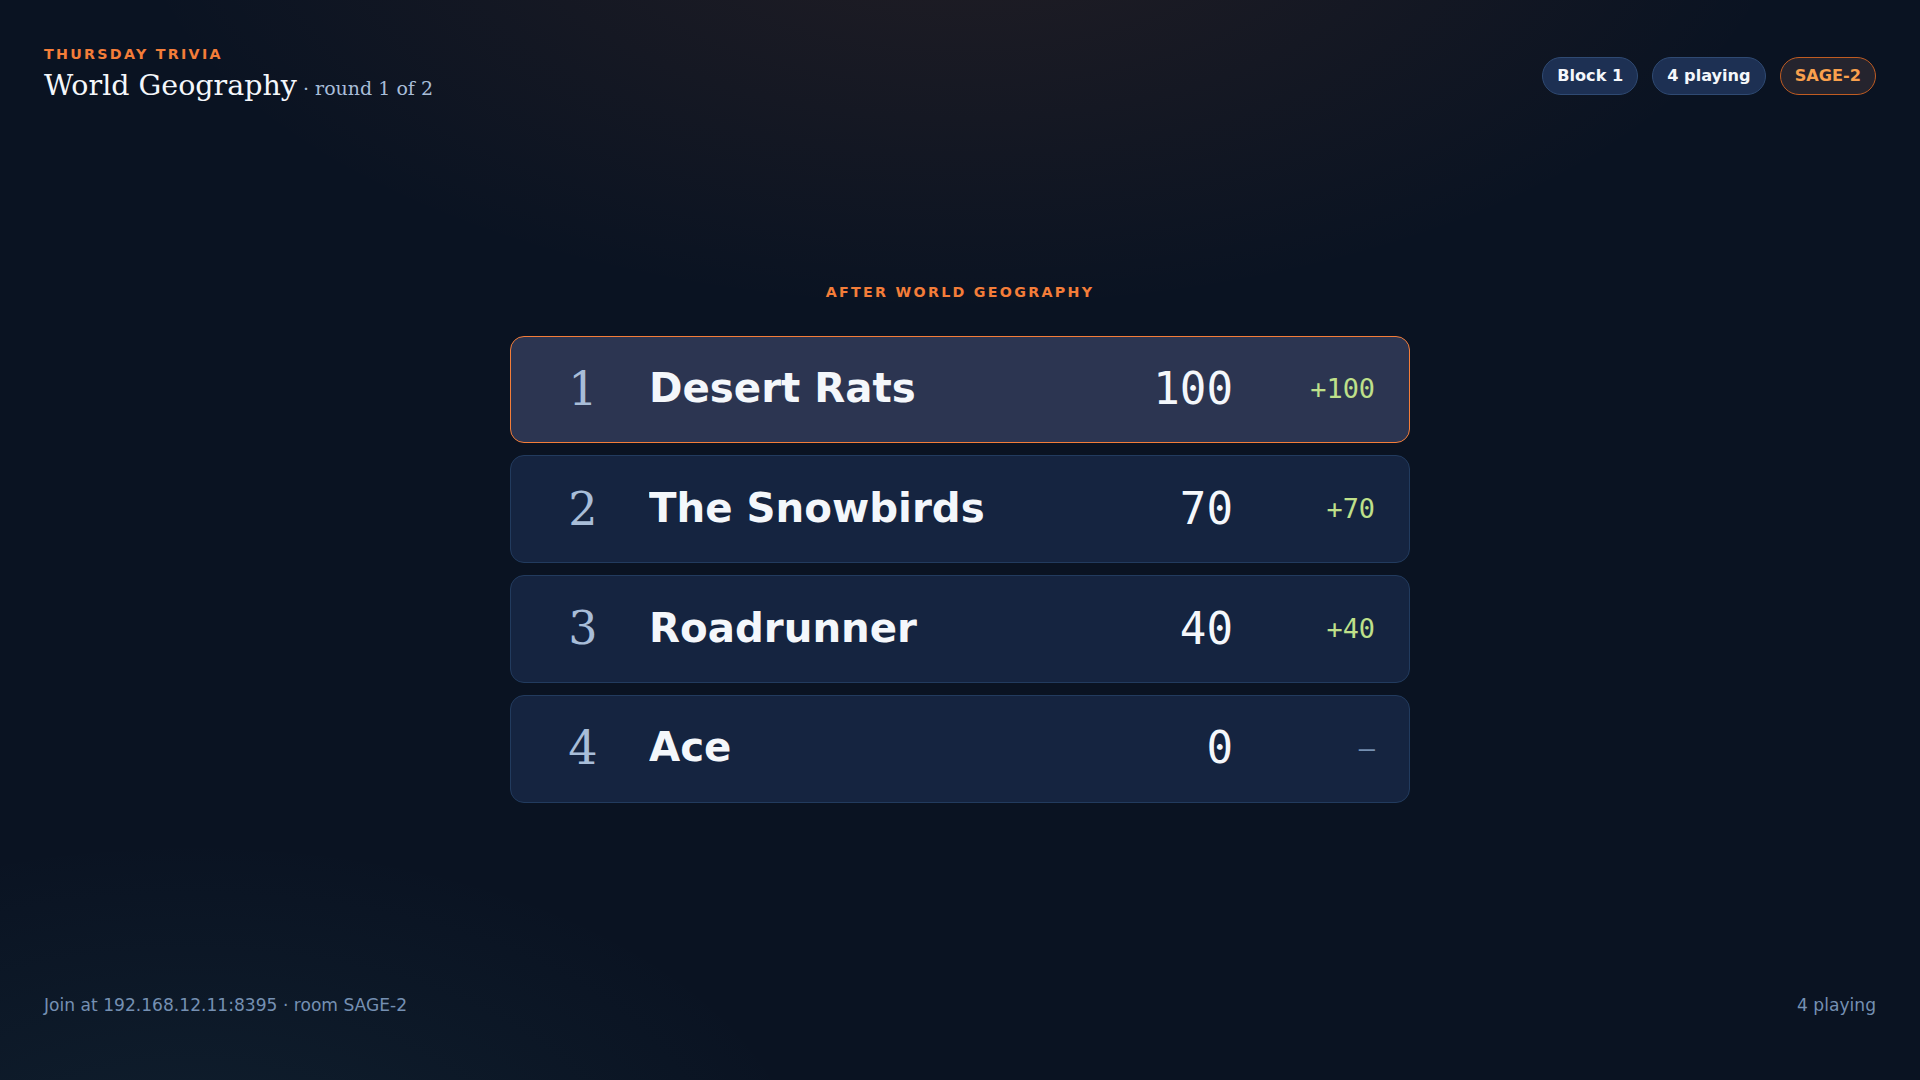 THURSDAY TRIVIA
World Geography · round 1 of 2
Block 1
4 playing
SAGE-2
AFTER WORLD GEOGRAPHY
1 Desert Rats 100 +100
2 The Snowbirds 70 +70
3 Roadrunner 40 +40
4 Ace 0 —
Join at 192.168.12.11:8395 · room SAGE-2
4 playing